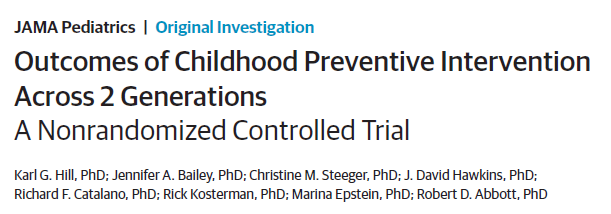 JAMA Pediatrics | Original Investigation
Outcomes of Childhood Preventive Intervention
Across 2 Generations
A Nonrandomized Controlled Trial
Karl G. Hill, PhD; Jennifer A. Bailey, PhD; Christine M. Steeger, PhD; J. David Hawkins, PhD;
Richard F. Catalano, PhD; Rick Kosterman, PhD; Marina Epstein, PhD; Robert D. Abbott, PhD